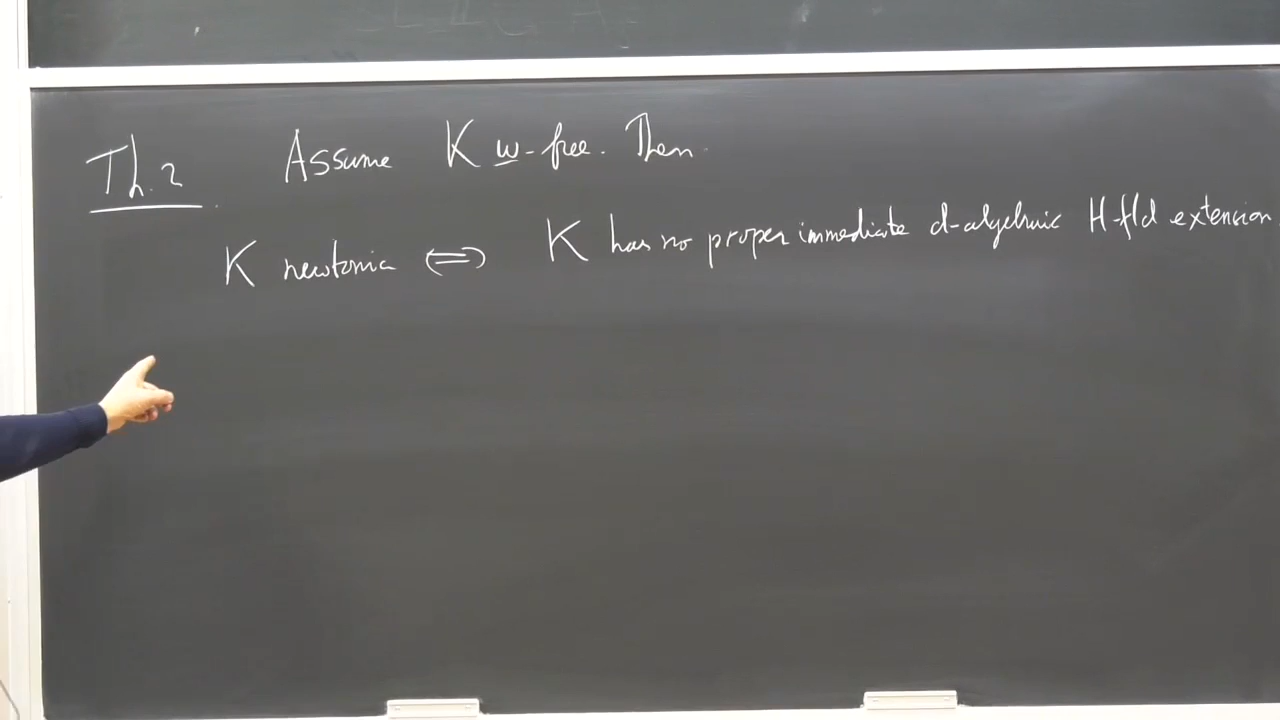 Th. 2 Assume K ω-free. Then
K newtonian ⇔ K has no proper immediate d-algebraic H-fld extension